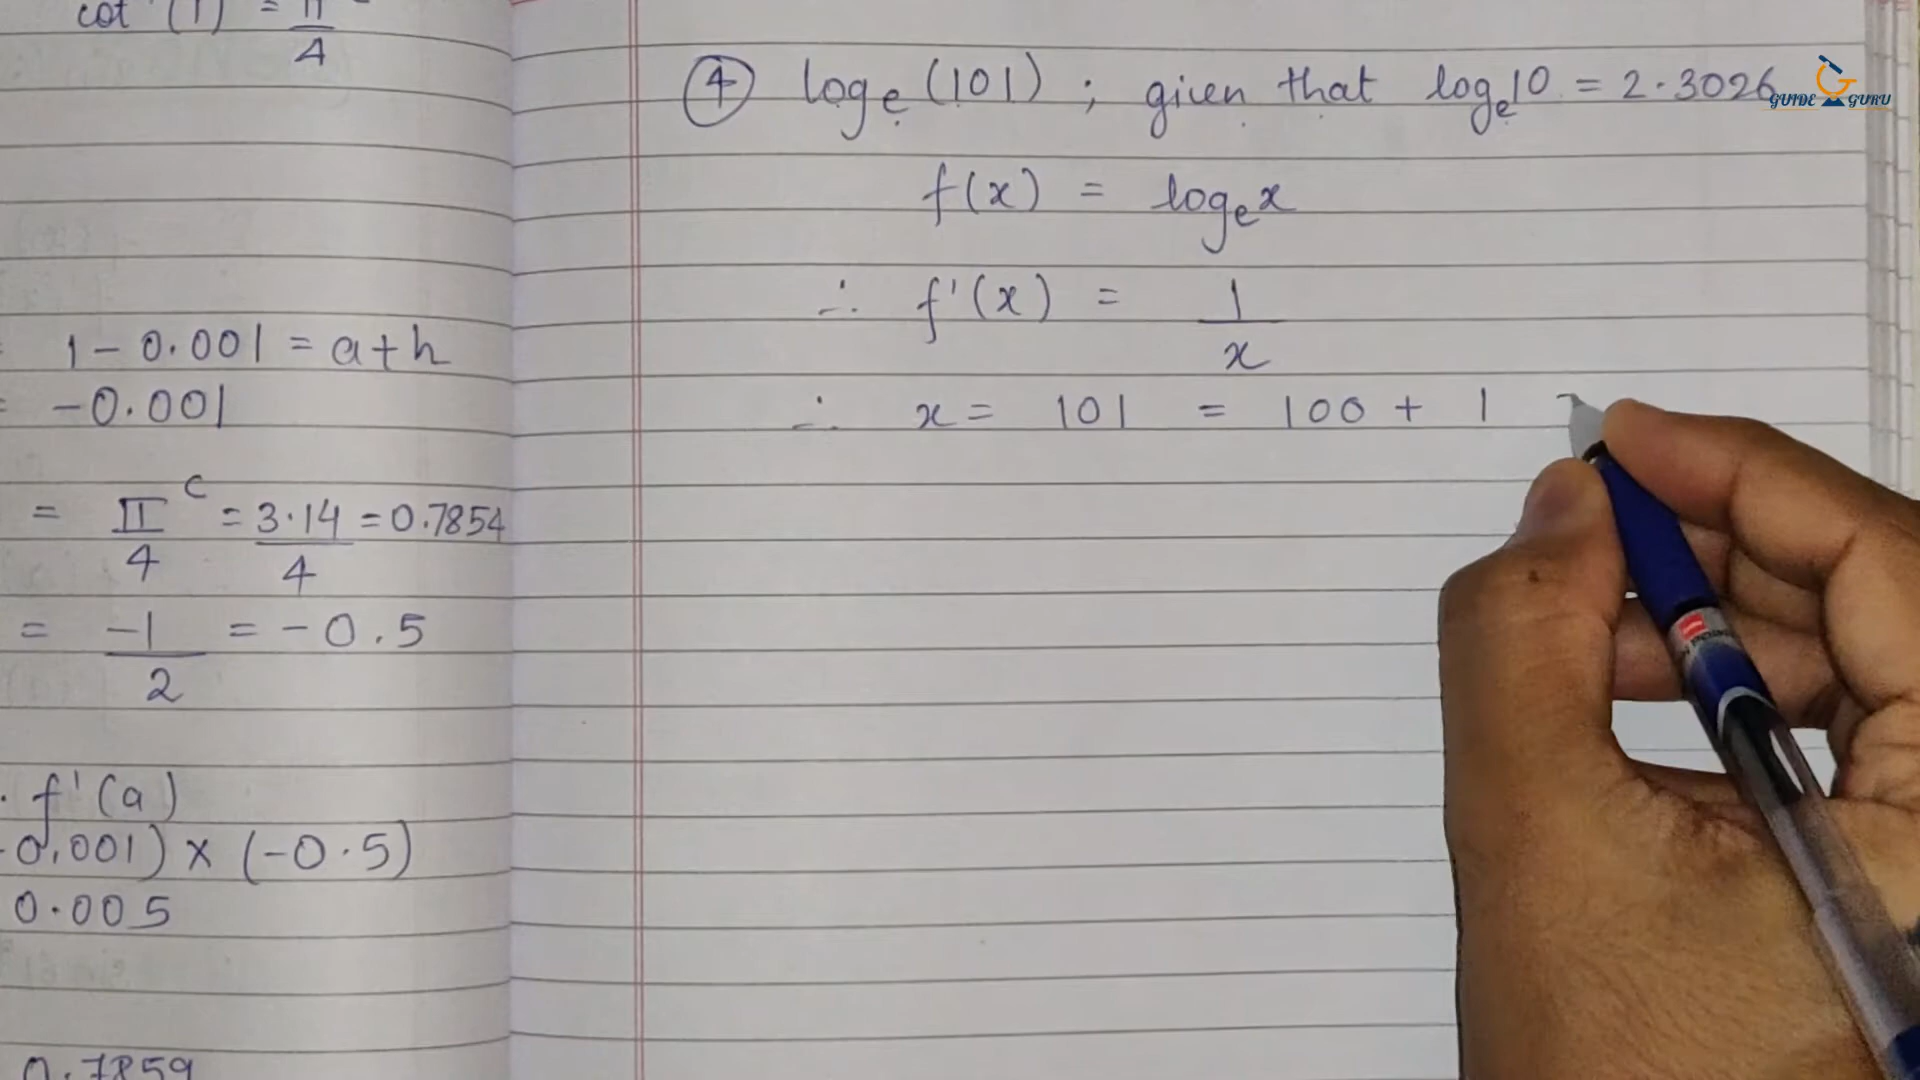 cot (1) = π/4
1 - 0.001 = a+h
= -0.001
= π/4 ᶜ = 3.14/4 = 0.7854
= -1/2 = -0.5
. f'(a)
0.001) × (-0.5)
0.005
0.7859
④ logₑ(101) ; given that logₑ10 = 2.3026
GUIDE GURU
f(x) = logₑx
∴ f'(x) = 1/x
∴ x = 101 = 100 + 1